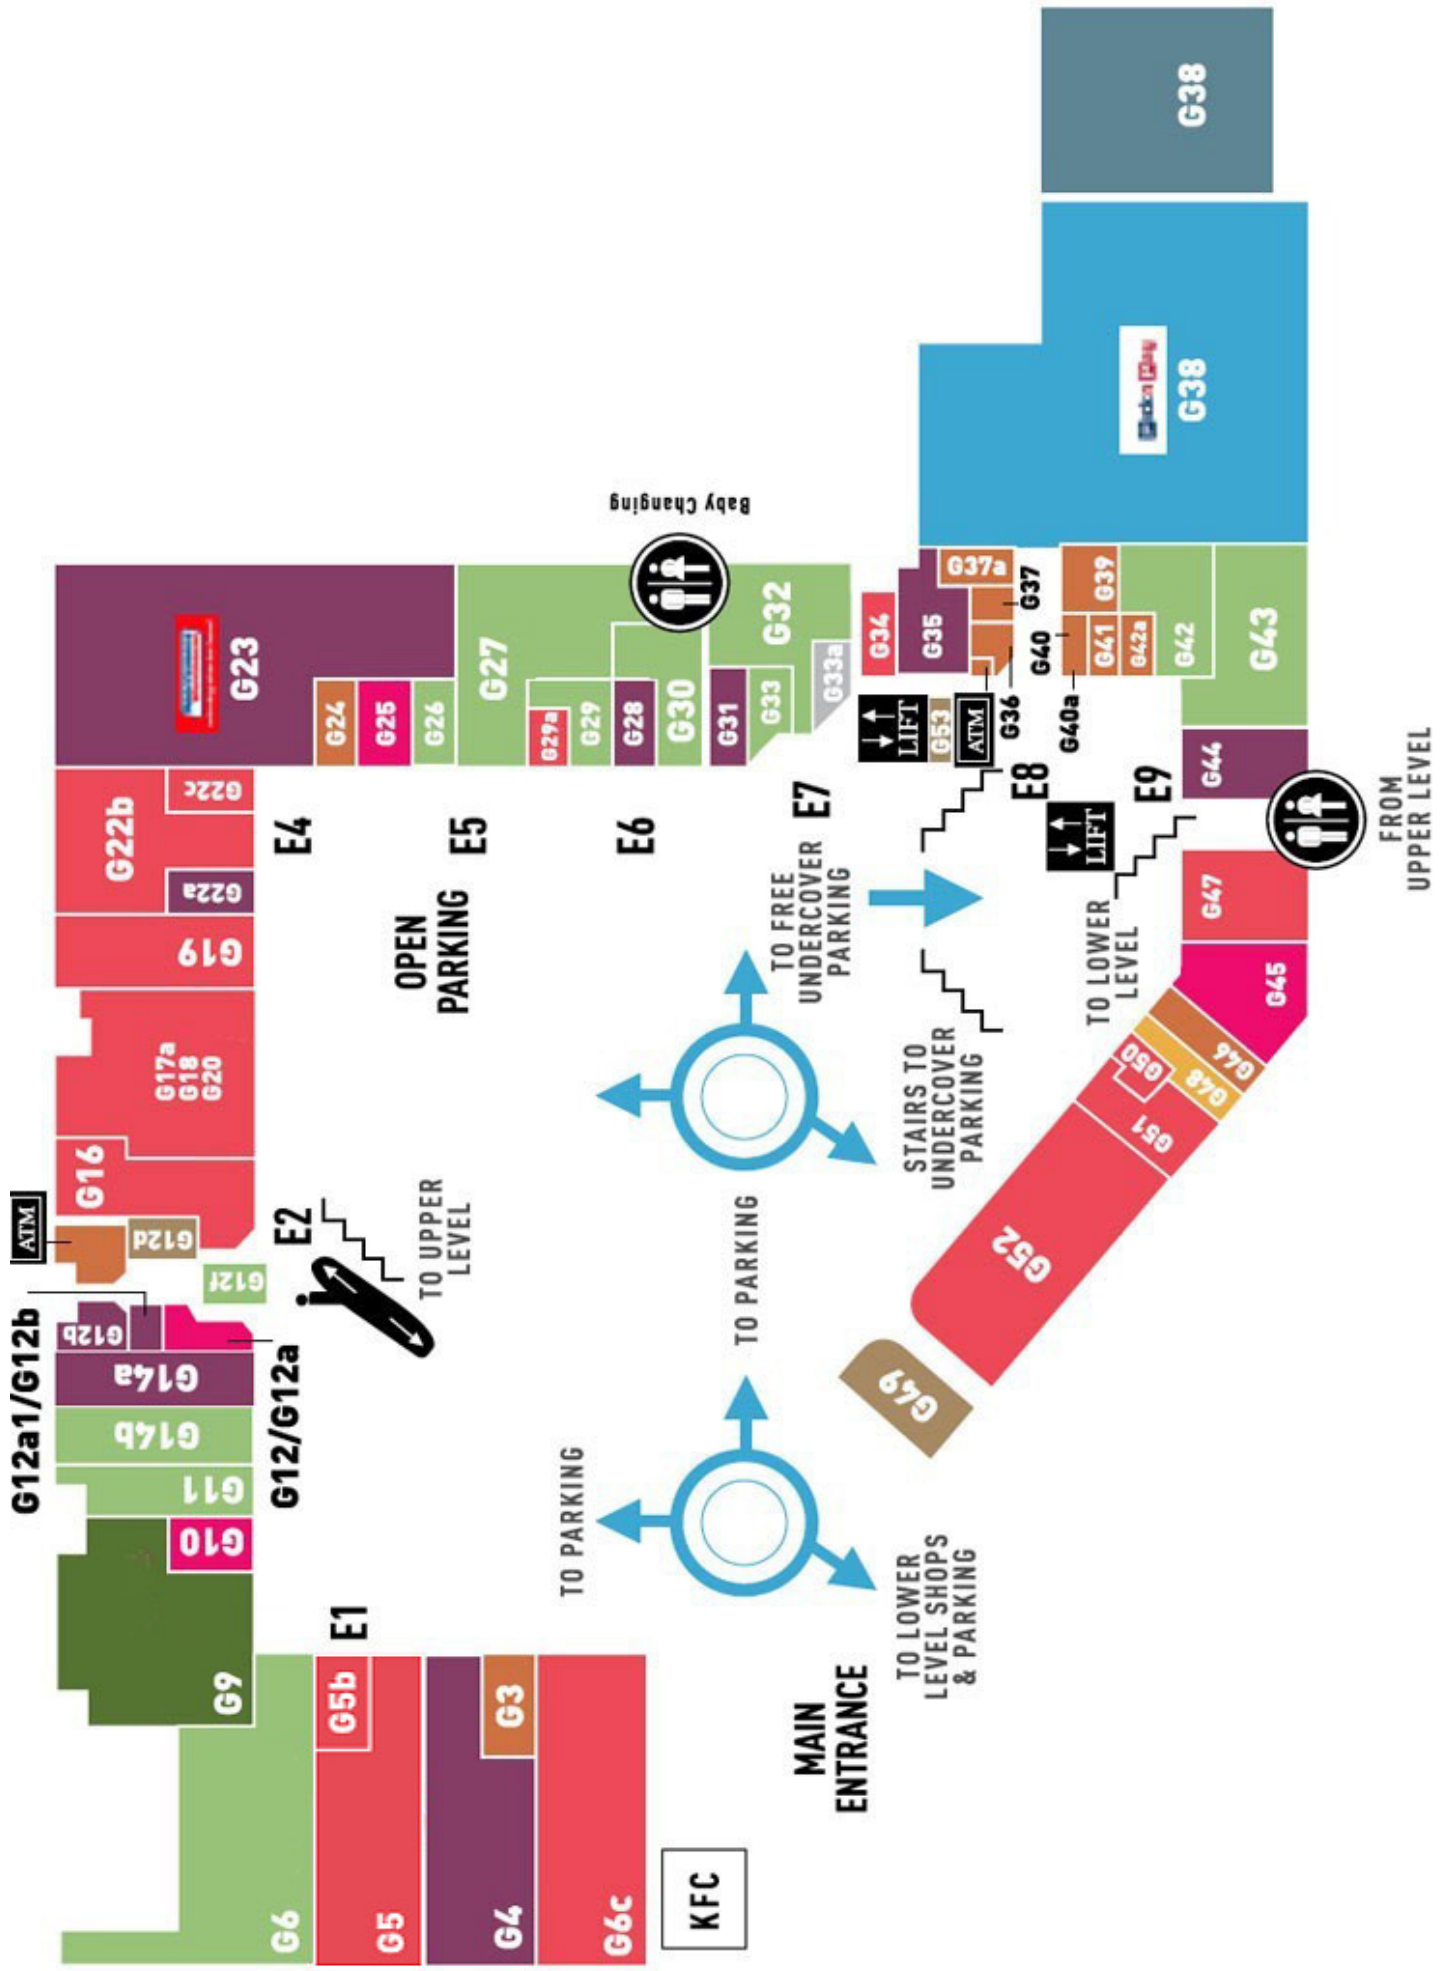 G38
G38
Baby Changing
G23
G24
G25
G26
G27
G29a
G29
G28
G30
G31
G32
G33
G33a
G34
G35
G37a
G37
G36
G39
G40
G40a
G41
G42a
G42
G43
LIFT
G53
ATM
G44
G22b
G22c
G22a
G19
G17a
G18
G20
G16
ATM
G12d
G12f
G12a1/G12b
G12b
G12/G12a
G14a
G14b
G11
G10
G9
E4
E5
E6
E7
E8
E9
LIFT
OPEN
PARKING
TO FREE
UNDERCOVER
PARKING
TO LOWER
LEVEL
FROM
UPPER LEVEL
G47
G45
G46
G48
G50
G51
G52
G49
STAIRS TO
UNDERCOVER
PARKING
E2
TO UPPER
LEVEL
TO PARKING
TO PARKING
TO LOWER
LEVEL SHOPS
& PARKING
MAIN
ENTRANCE
E1
G6
G5b
G5
G3
G4
G6c
KFC